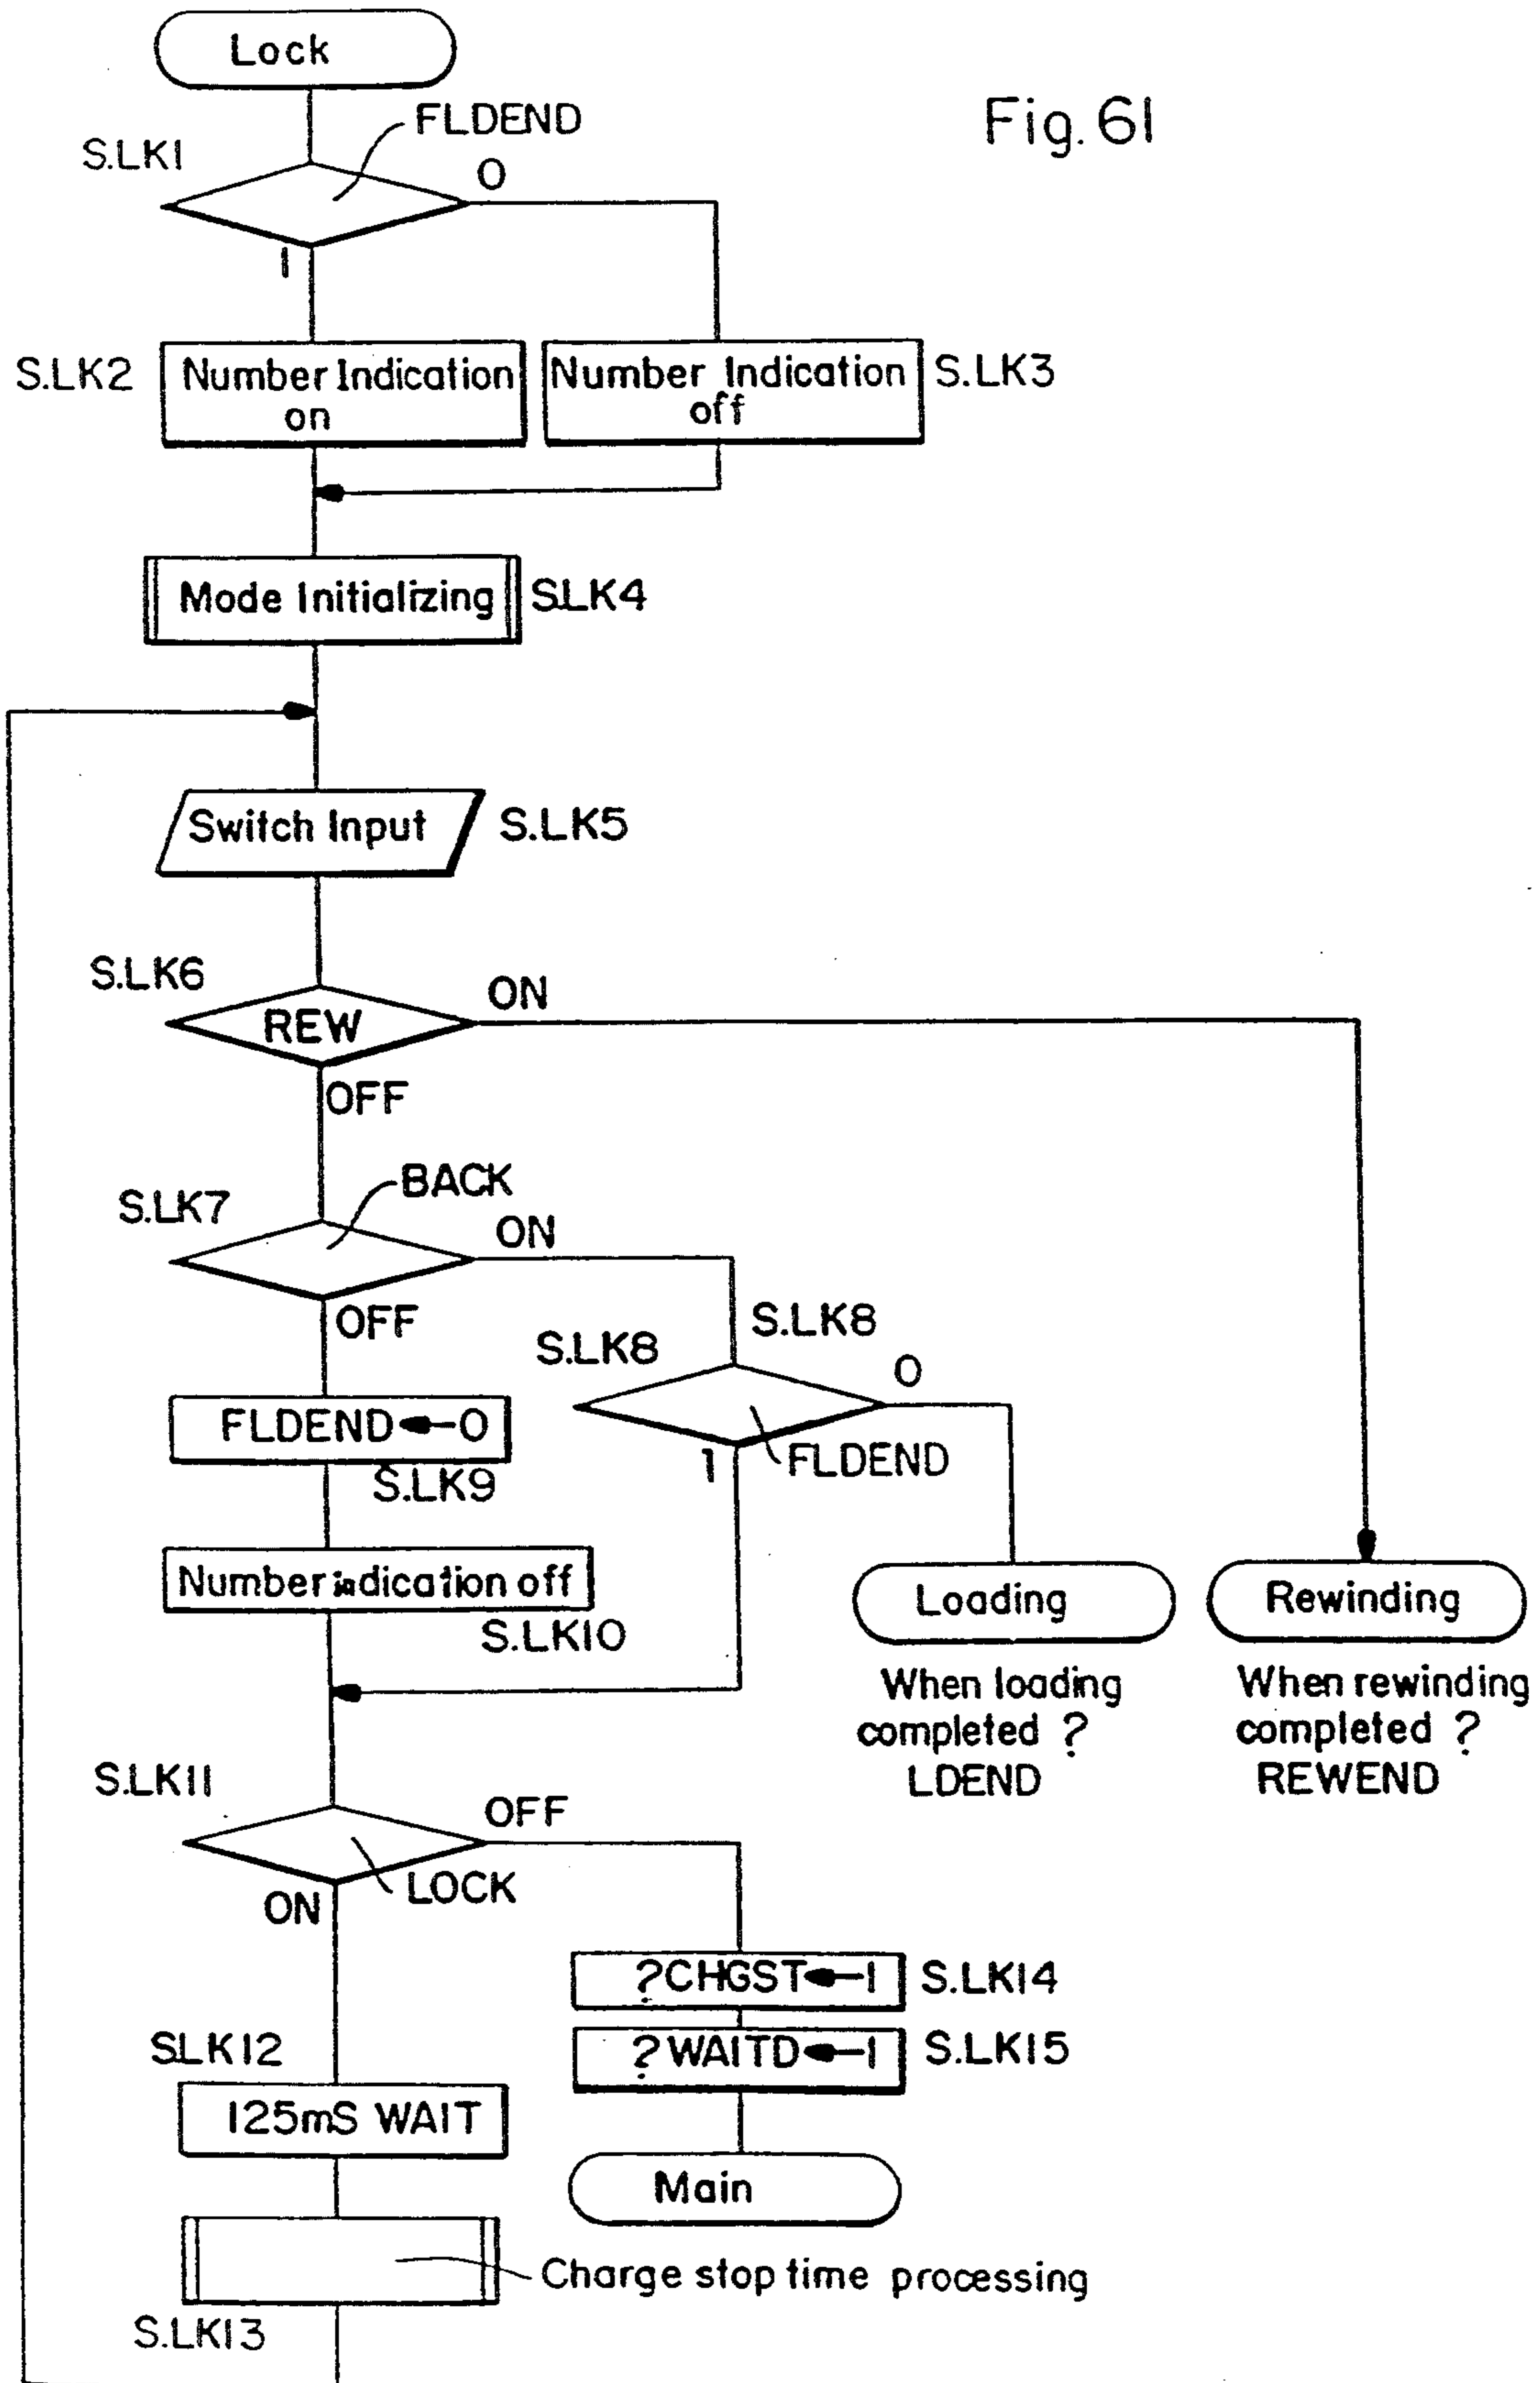 Lock
Fig. 61
FLDEND
S.LK1
0
1
S.LK2
Number Indication
on
Number Indication
off
S.LK3
Mode Initializing
S.LK4
Switch Input
S.LK5
S.LK6
REW
ON
OFF
BACK
S.LK7
ON
OFF
S.LK8
S.LK8
0
FLDEND←0
1
FLDEND
S.LK9
Number indication off
S.LK10
Loading
Rewinding
When loading
completed ?
LDEND
When rewinding
completed ?
REWEND
S.LK11
OFF
LOCK
ON
?CHGST←1
S.LK14
S.LK12
?WAITD←1
S.LK15
125mS WAIT
Main
Charge stop time processing
S.LK13